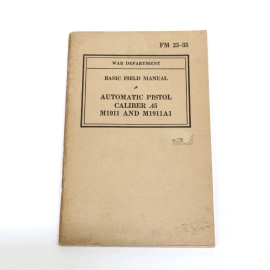 FM 23-35
WAR DEPARTMENT
BASIC FIELD MANUAL
AUTOMATIC PISTOL
CALIBER .45
M1911 AND M1911A1